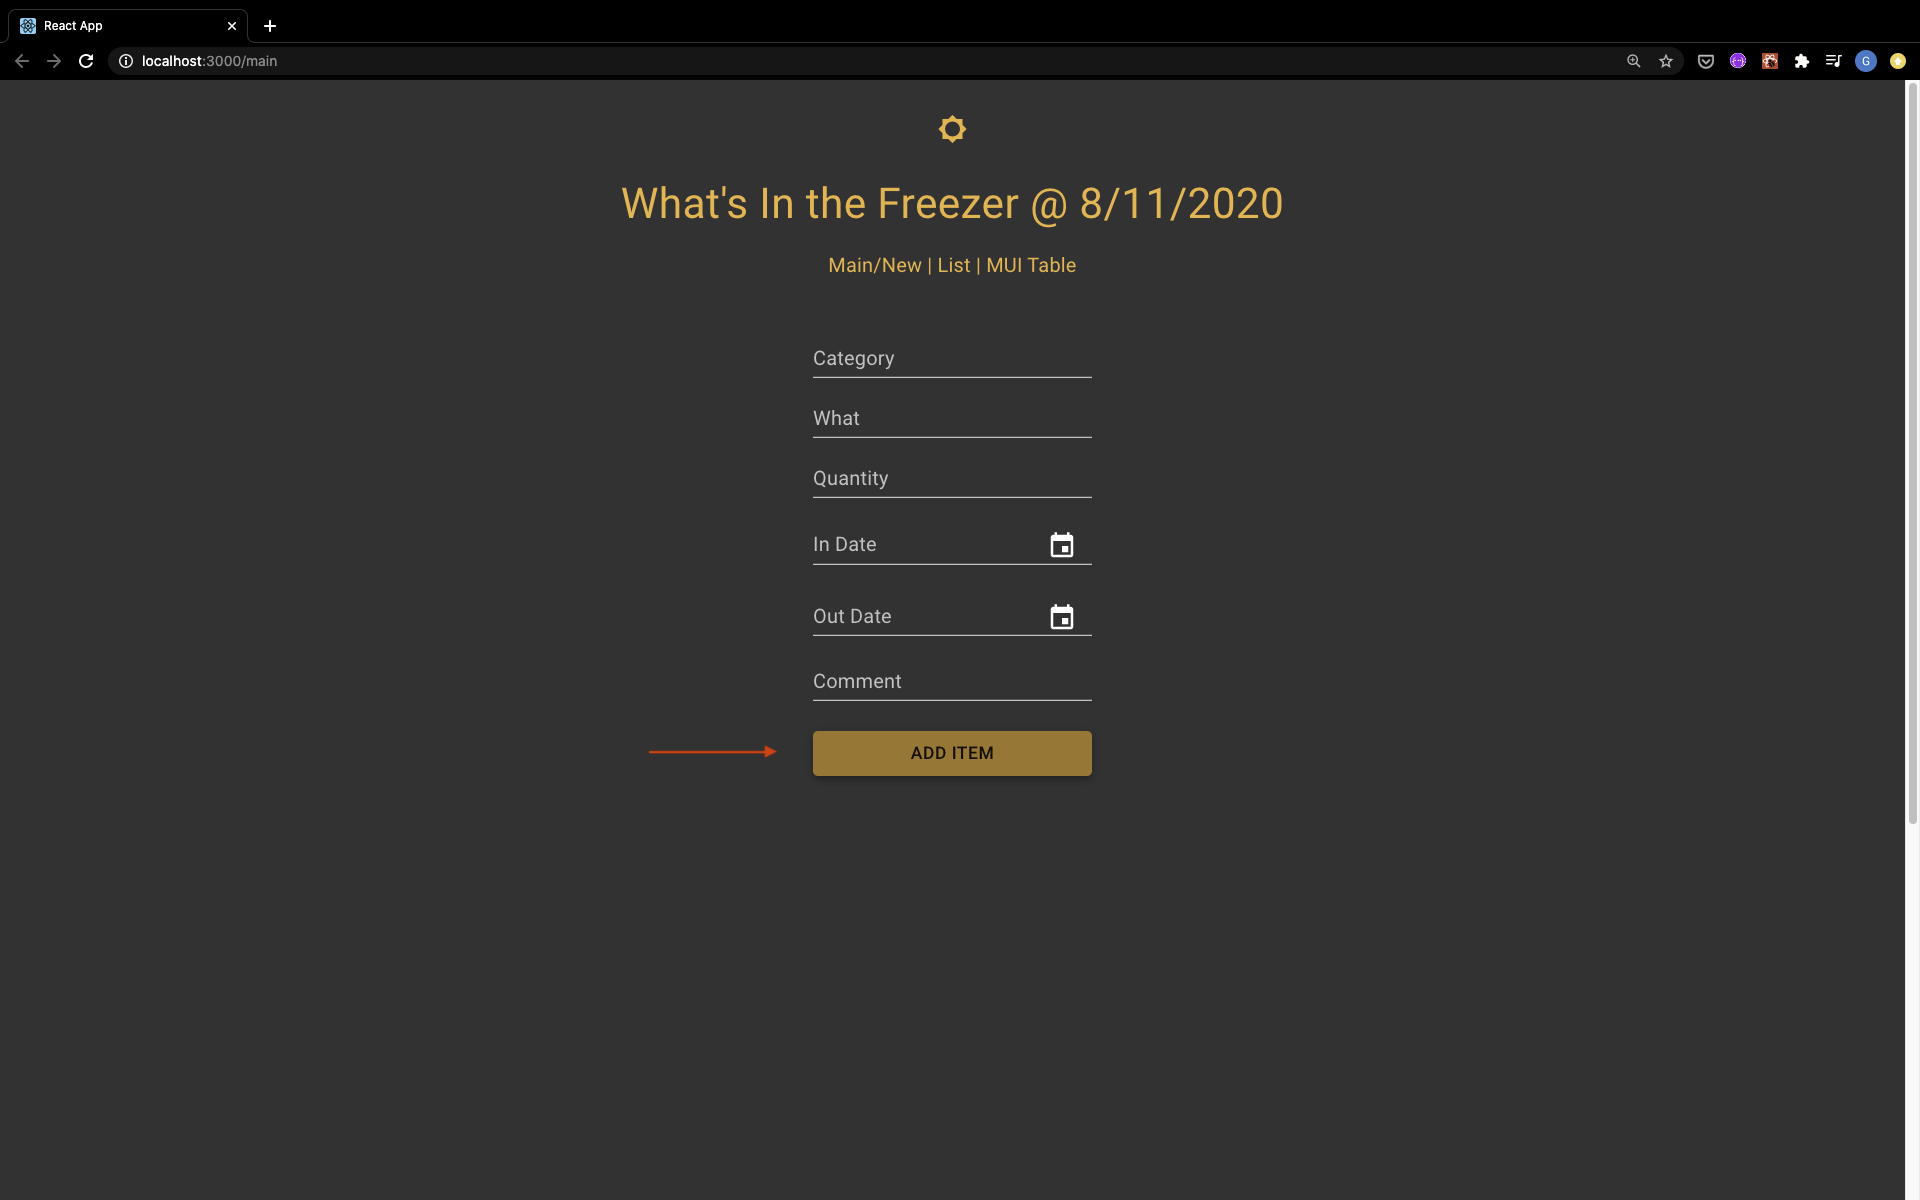 React App
localhost:3000/main
G
What's In the Freezer @ 8/11/2020
Main/New | List | MUI Table
Category
What
Quantity
In Date
Out Date
Comment
ADD ITEM